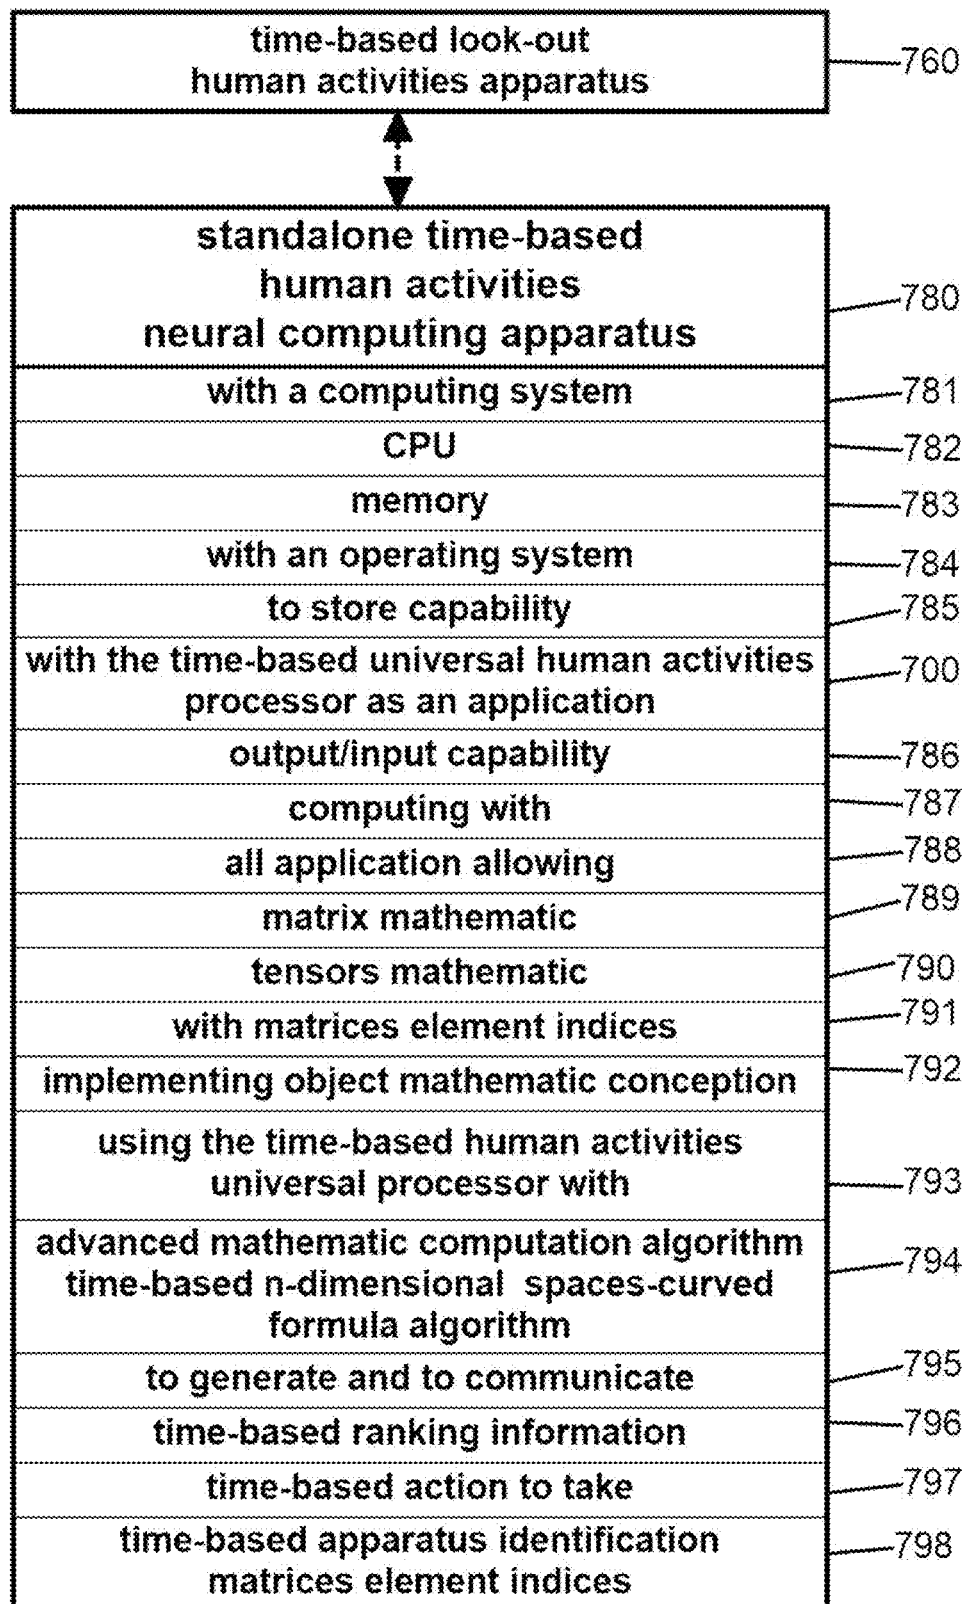 time-based look-out
human activities apparatus
760
standalone time-based
human activities
neural computing apparatus
780
with a computing system
781
CPU
782
memory
783
with an operating system
784
to store capability
785
with the time-based universal human activities
processor as an application
700
output/input capability
786
computing with
787
all application allowing
788
matrix mathematic
789
tensors mathematic
790
with matrices element indices
791
implementing object mathematic conception
792
using the time-based human activities
universal processor with
793
advanced mathematic computation algorithm
time-based n-dimensional spaces-curved
formula algorithm
794
to generate and to communicate
795
time-based ranking information
796
time-based action to take
797
time-based apparatus identification
matrices element indices
798